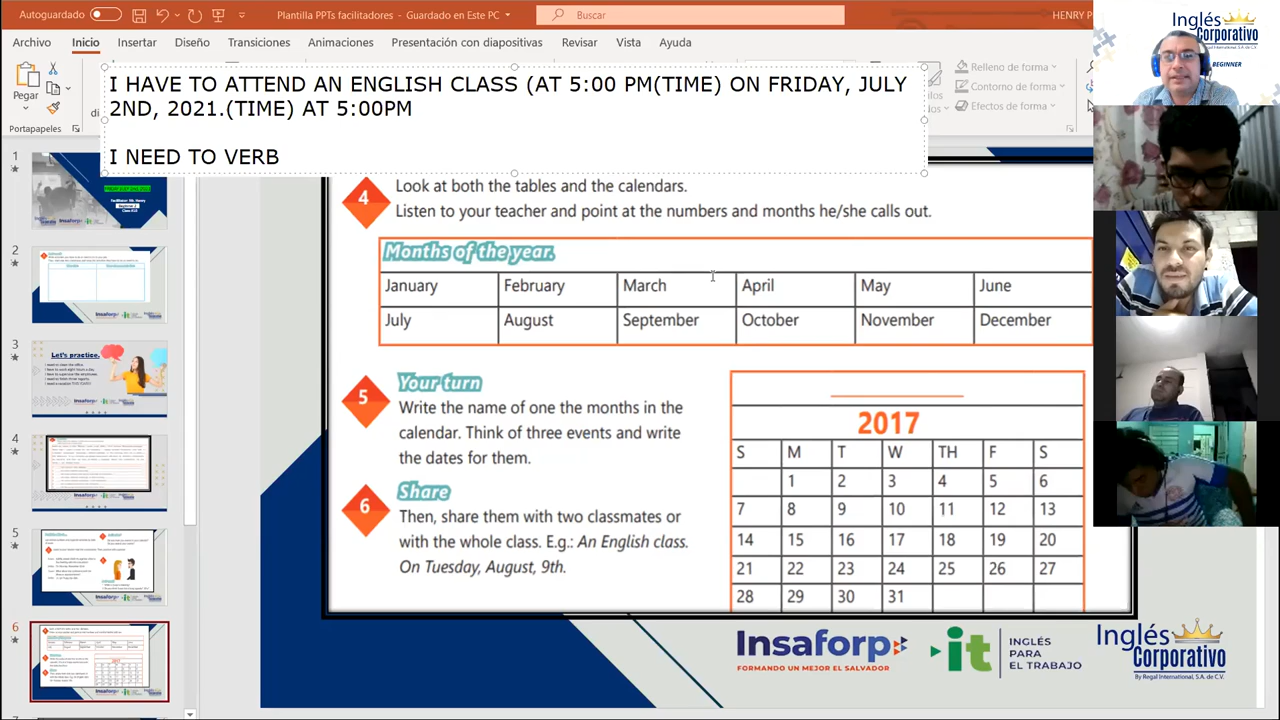 Autoguardado
Plantilla PPTs facilitadores - Guardado en Este PC
Buscar
HENRY P
Archivo
Inicio
Insertar
Diseño
Transiciones
Animaciones
Presentación con diapositivas
Revisar
Vista
Ayuda
Pegar
Portapapeles
Relleno de forma
Contorno de forma
Efectos de forma
I HAVE TO ATTEND AN ENGLISH CLASS (AT 5:00 PM(TIME) ON FRIDAY, JULY
2ND, 2021.(TIME) AT 5:00PM
I NEED TO VERB
Inglés
Corporativo
By Regal International, S.A. de C.V.
BEGINNER
1
2
3
Let's practice.
4
5
6
4
Look at both the tables and the calendars.
Listen to your teacher and point at the numbers and months he/she calls out.
Months of the year.
January February March April May June
July August September October November December
5
Your turn
Write the name of one the months in the
calendar. Think of three events and write
the dates for them.
6
Share
Then, share them with two classmates or
with the whole class. E.g.: An English class.
On Tuesday, August, 9th.
2017
S M T W TH F S
1 2 3 4 5 6
7 8 9 10 11 12 13
14 15 16 17 18 19 20
21 22 23 24 25 26 27
28 29 30 31
Insaforp
FORMANDO UN MEJOR EL SALVADOR
it
INGLÉS
PARA
EL TRABAJO
Inglés
Corporativo
By Regal International, S.A. de C.V.